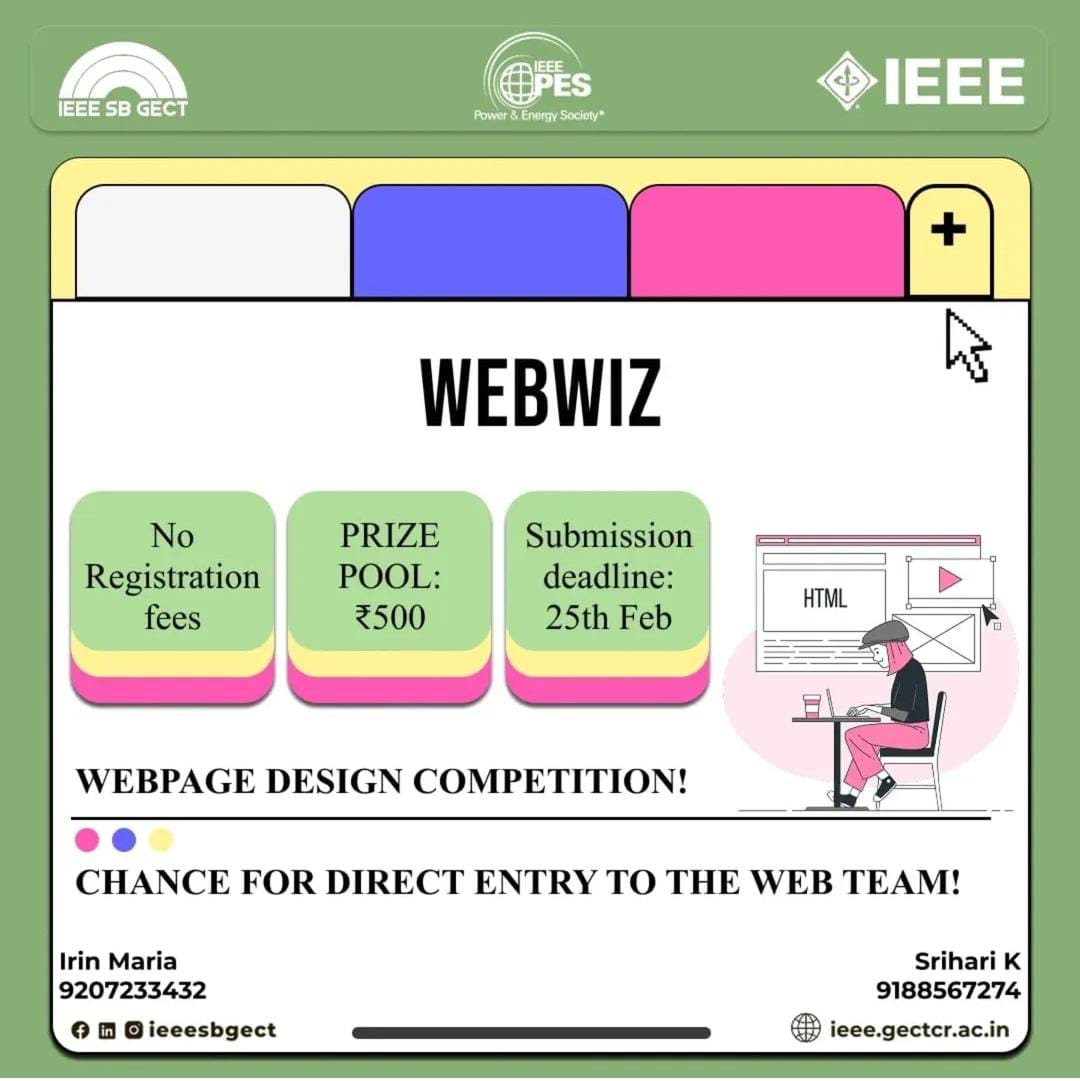 IEEE SB GECT
IEEE
PES
Power & Energy Society®
IEEE
+
WEBWIZ
No
Registration
fees
PRIZE
POOL:
₹500
Submission
deadline:
25th Feb
HTML
WEBPAGE DESIGN COMPETITION!
CHANCE FOR DIRECT ENTRY TO THE WEB TEAM!
Irin Maria
9207233432
Srihari K
9188567274
ieeesbgect
ieee.gectcr.ac.in